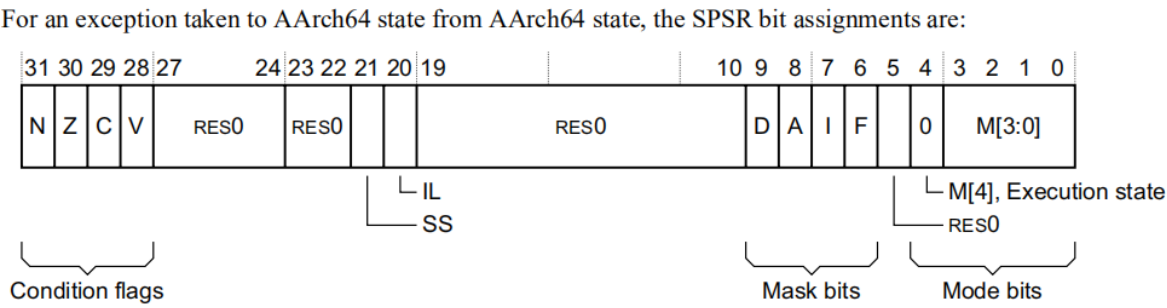 For an exception taken to AArch64 state from AArch64 state, the SPSR bit assignments are:
31 30 29 28 27 24 23 22 21 20 19 10 9 8 7 6 5 4 3 2 1 0
N Z C V RES0 RES0 RES0 D A I F 0 M[3:0]
IL M[4], Execution state
SS RES0
Condition flags Mask bits Mode bits